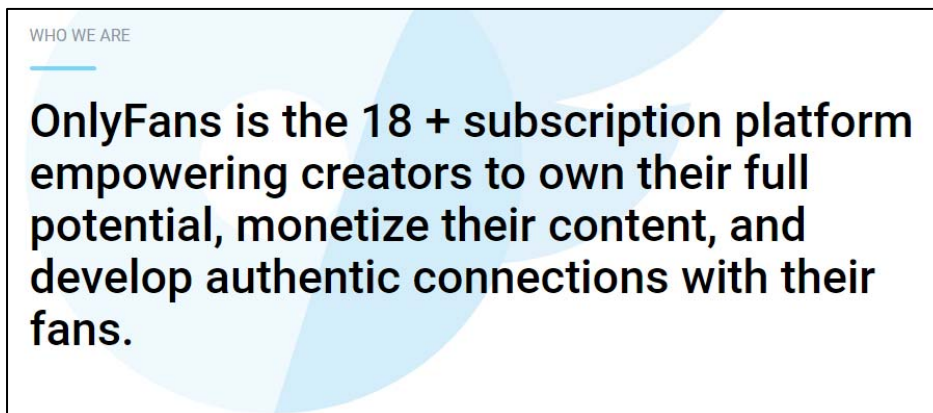 WHO WE ARE
OnlyFans is the 18 + subscription platform
empowering creators to own their full
potential, monetize their content, and
develop authentic connections with their
fans.